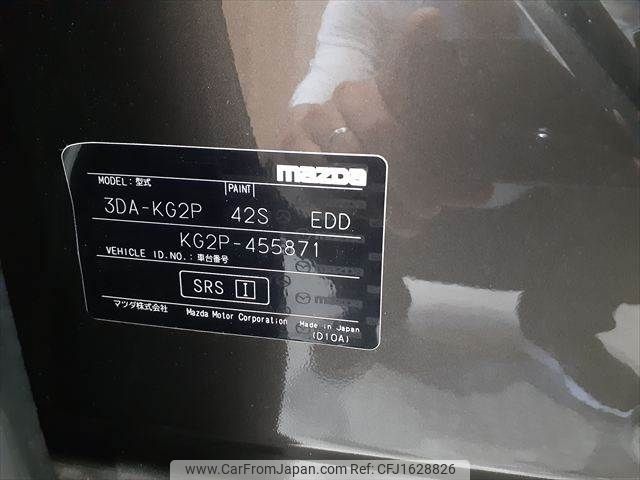 mazda
MODEL: 型式 PAINT
3DA-KG2P 42S EDD
KG2P-455871
VEHICLE ID.NO.: 車台番号
SRS I
マツダ株式会社 Mazda Motor Corporation Made in Japan
(D10A)
www.CarFromJapan.com | ref:CFJ1628826